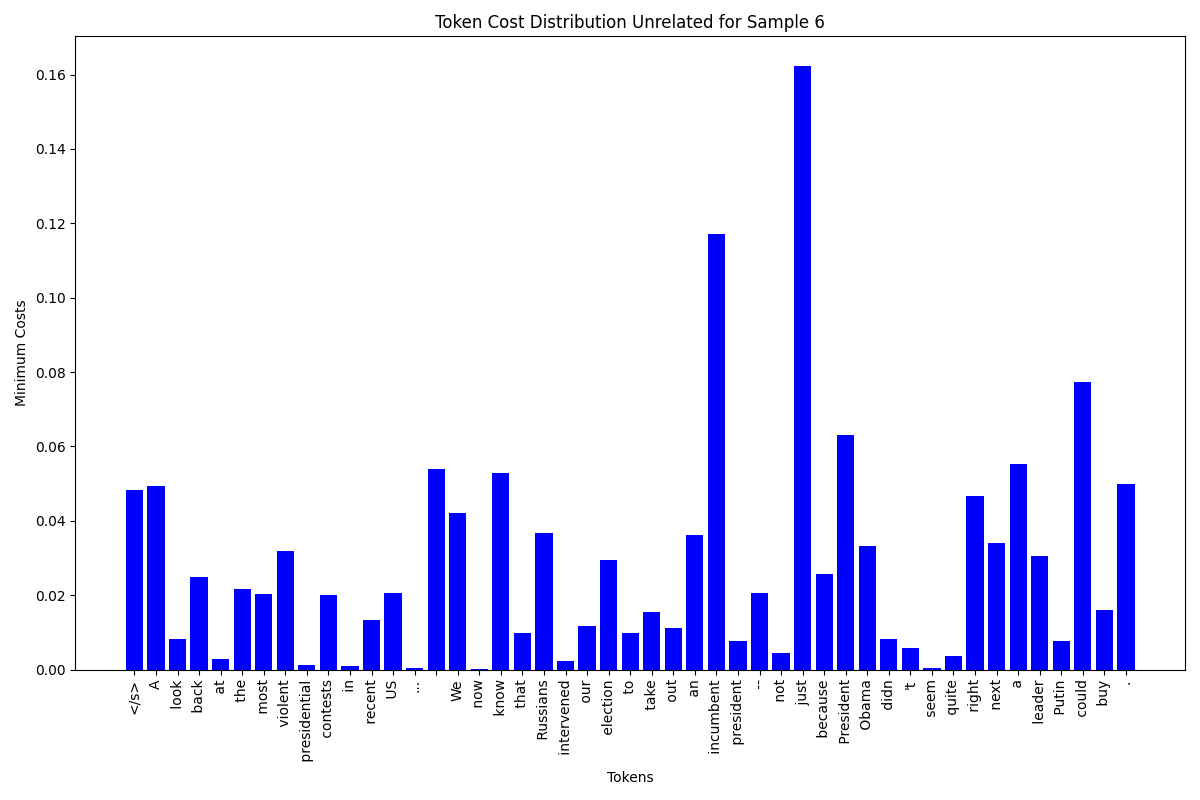 Token Cost Distribution Unrelated for Sample 6
Minimum Costs
0.16
0.14
0.12
0.10
0.08
0.06
0.04
0.02
0.00
</s>
A
look
back
at
the
most
violent
presidential
contests
in
recent
US
...
We
now
know
that
Russians
intervened
our
election
to
take
out
an
incumbent
president
--
not
just
because
President
Obama
didn
't
seem
quite
right
next
a
leader
Putin
could
buy
.
Tokens